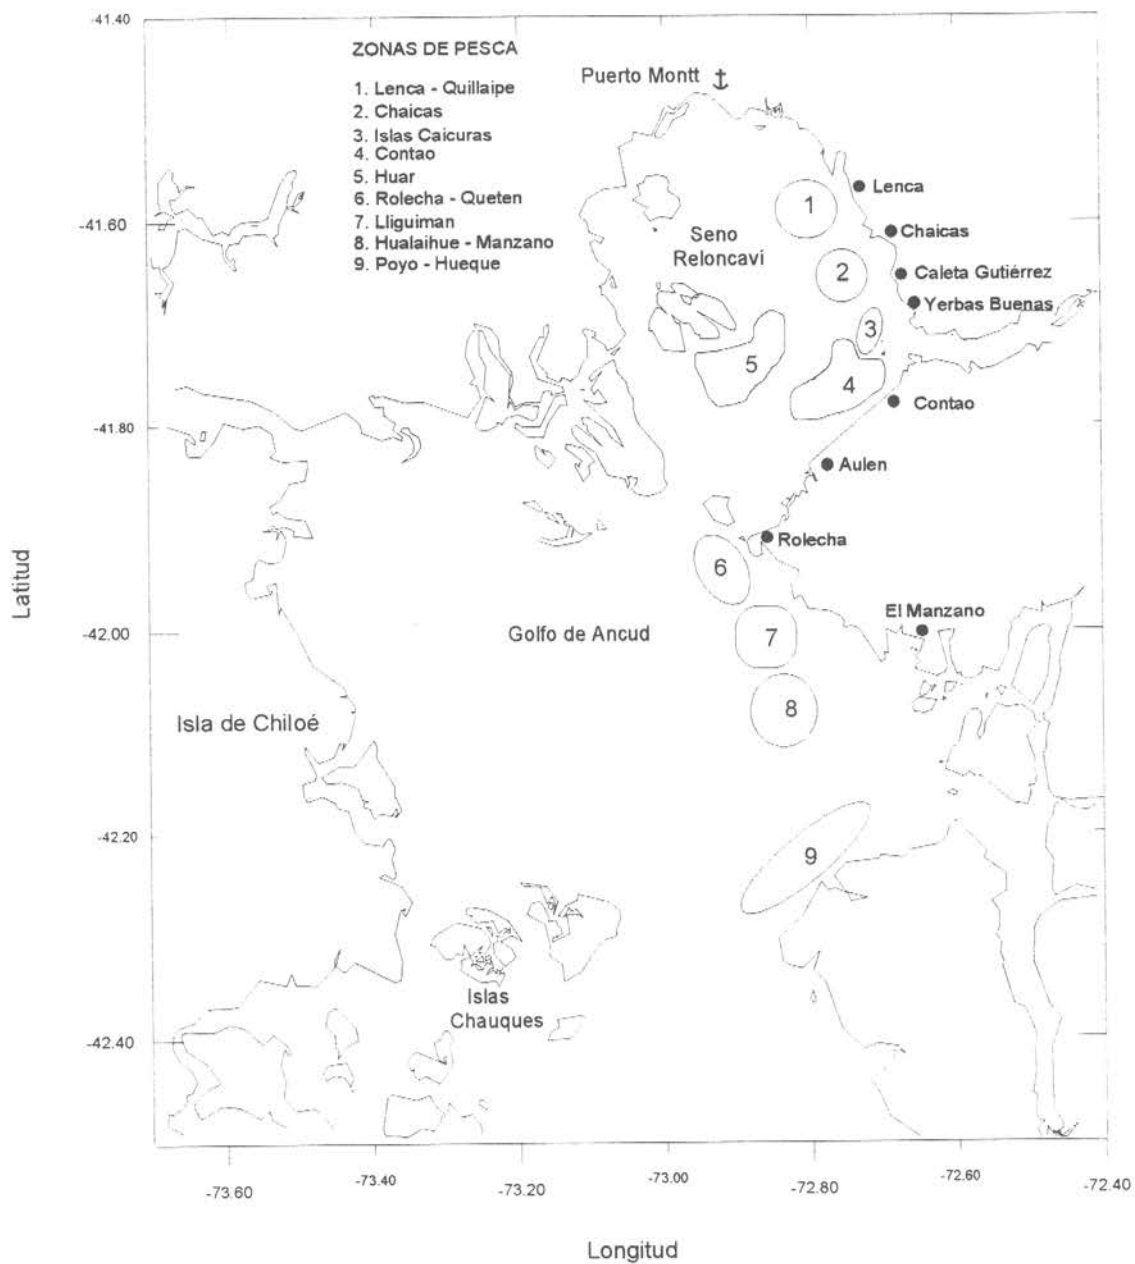 -41.40
ZONAS DE PESCA
1. Lenca - Quillaipe
2. Chaicas
3. Islas Caicuras
4. Contao
5. Huar
6. Rolecha - Queten
7. Lliguiman
8. Hualaihue - Manzano
9. Poyo - Hueque
Puerto Montt
Lenca
1
-41.60
Chaicas
Seno
Reloncavi
2
Caleta Gutiérrez
Yerbas Buenas
3
5
4
Contao
-41.80
Aulen
Rolecha
6
Latitud
El Manzano
-42.00
Golfo de Ancud
7
8
Isla de Chiloé
-42.20
9
Islas
Chauques
-42.40
-73.60
-73.40
-73.20
-73.00
-72.80
-72.60
-72.40
Longitud